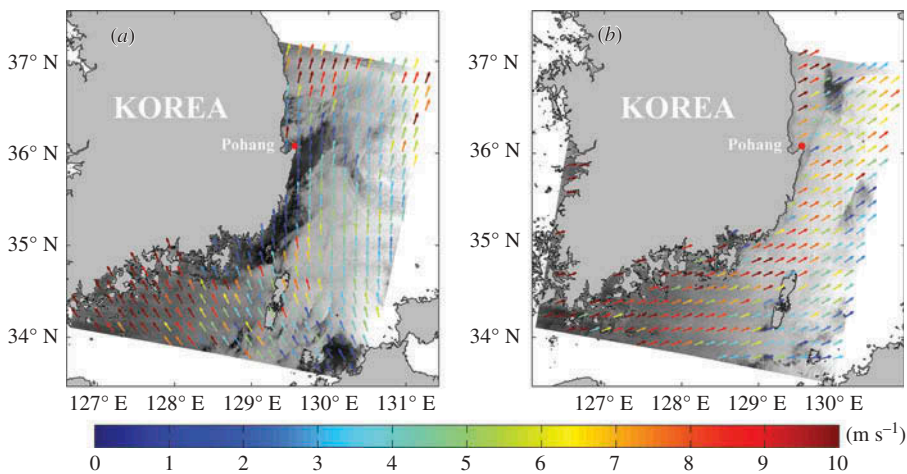 (a)
37° N
KOREA
Pohang
36° N
35° N
34° N
127° E 128° E 129° E 130° E 131° E
(b)
37° N
KOREA
Pohang
36° N
35° N
34° N
127° E 128° E 129° E 130° E
(m s⁻¹)
0 1 2 3 4 5 6 7 8 9 10